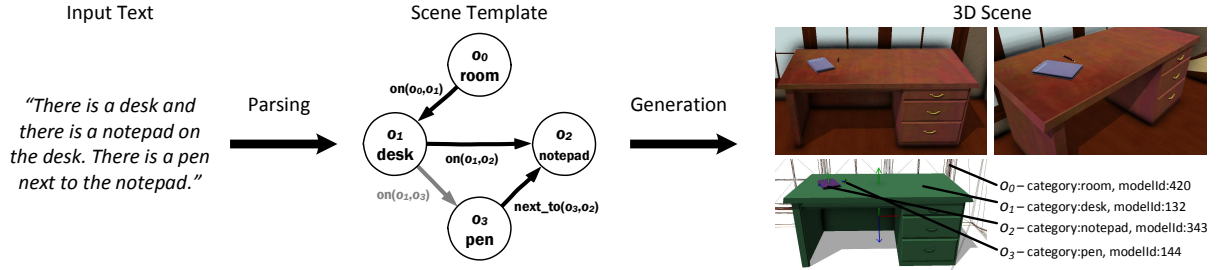 Input Text
Scene Template
3D Scene
“There is a desk and
there is a notepad on
the desk. There is a pen
next to the notepad.”
Parsing
o0
room
on(o0,o1)
o1
desk
on(o1,o2)
o2
notepad
on(o1,o3)
o3
pen
next_to(o3,o2)
Generation
o0 – category:room, modelId:420
o1 – category:desk, modelId:132
o2 – category:notepad, modelId:343
o3 – category:pen, modelId:144